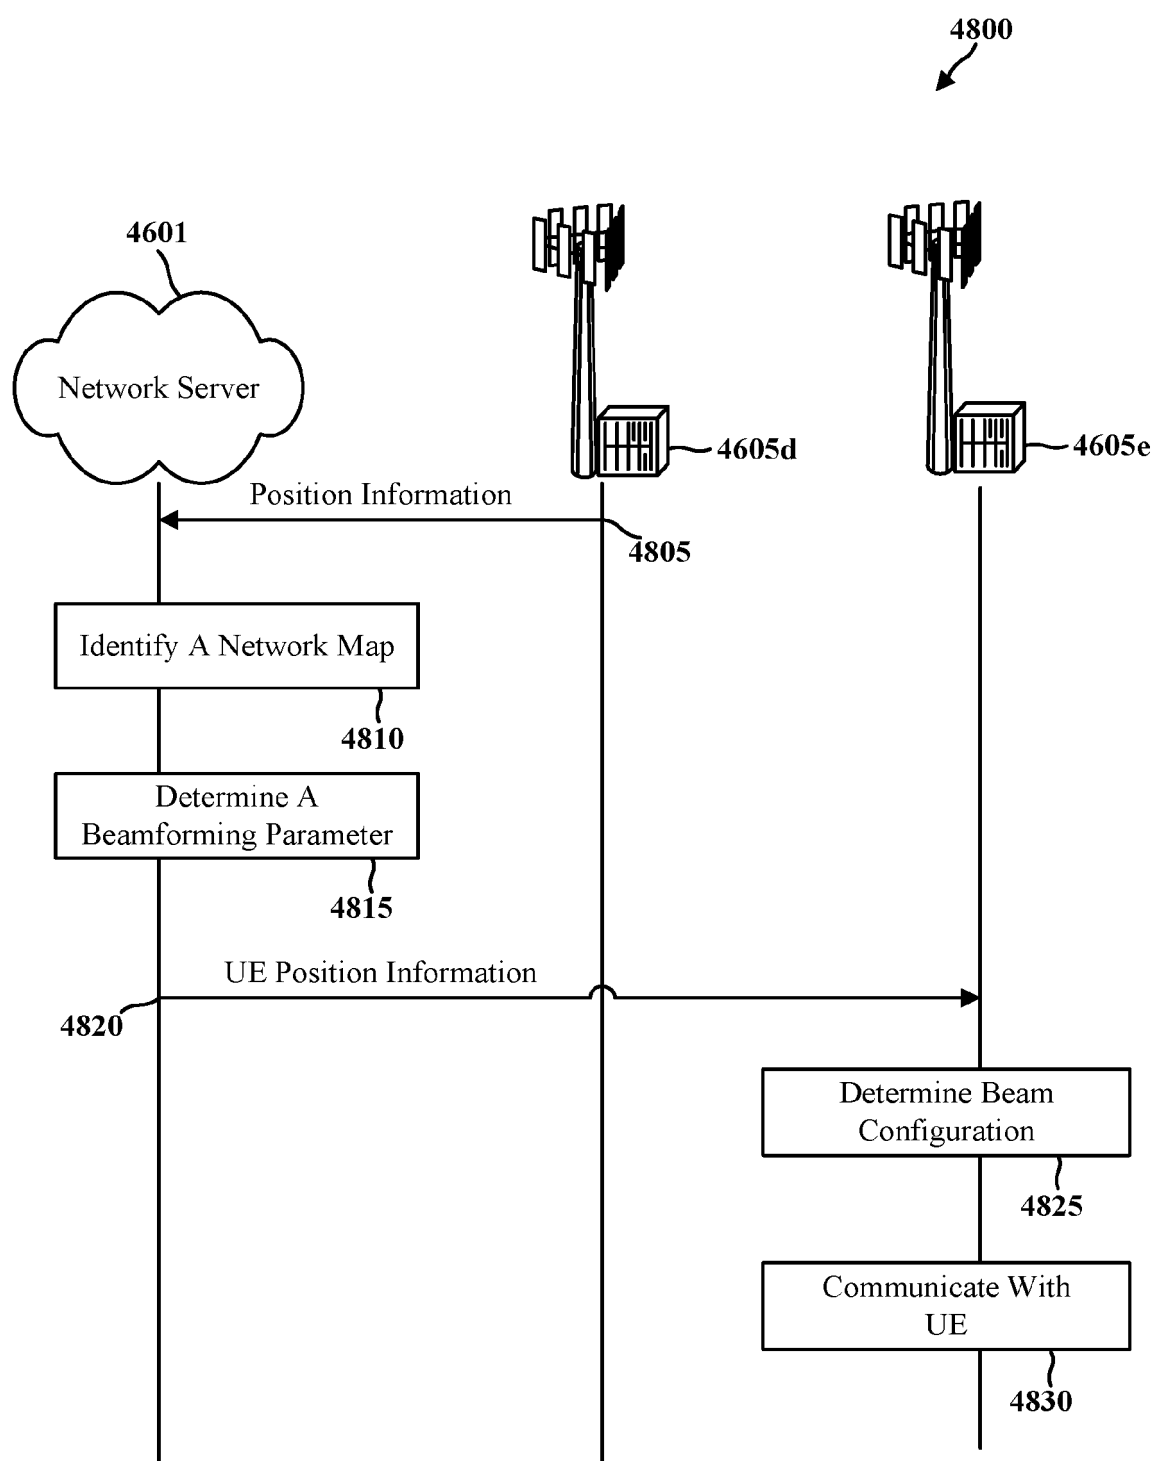 4800
4601
Network Server
4605d
4605e
Position Information
4805
Identify A Network Map
4810
Determine A
Beamforming Parameter
4815
UE Position Information
4820
Determine Beam
Configuration
4825
Communicate With
UE
4830